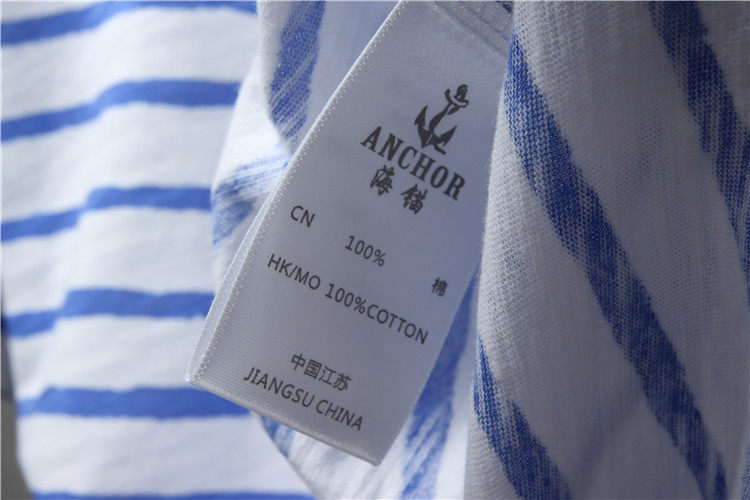 ANCHOR
海锚
CN 100% 棉
HK/MO 100%COTTON
中国江苏
JIANGSU CHINA